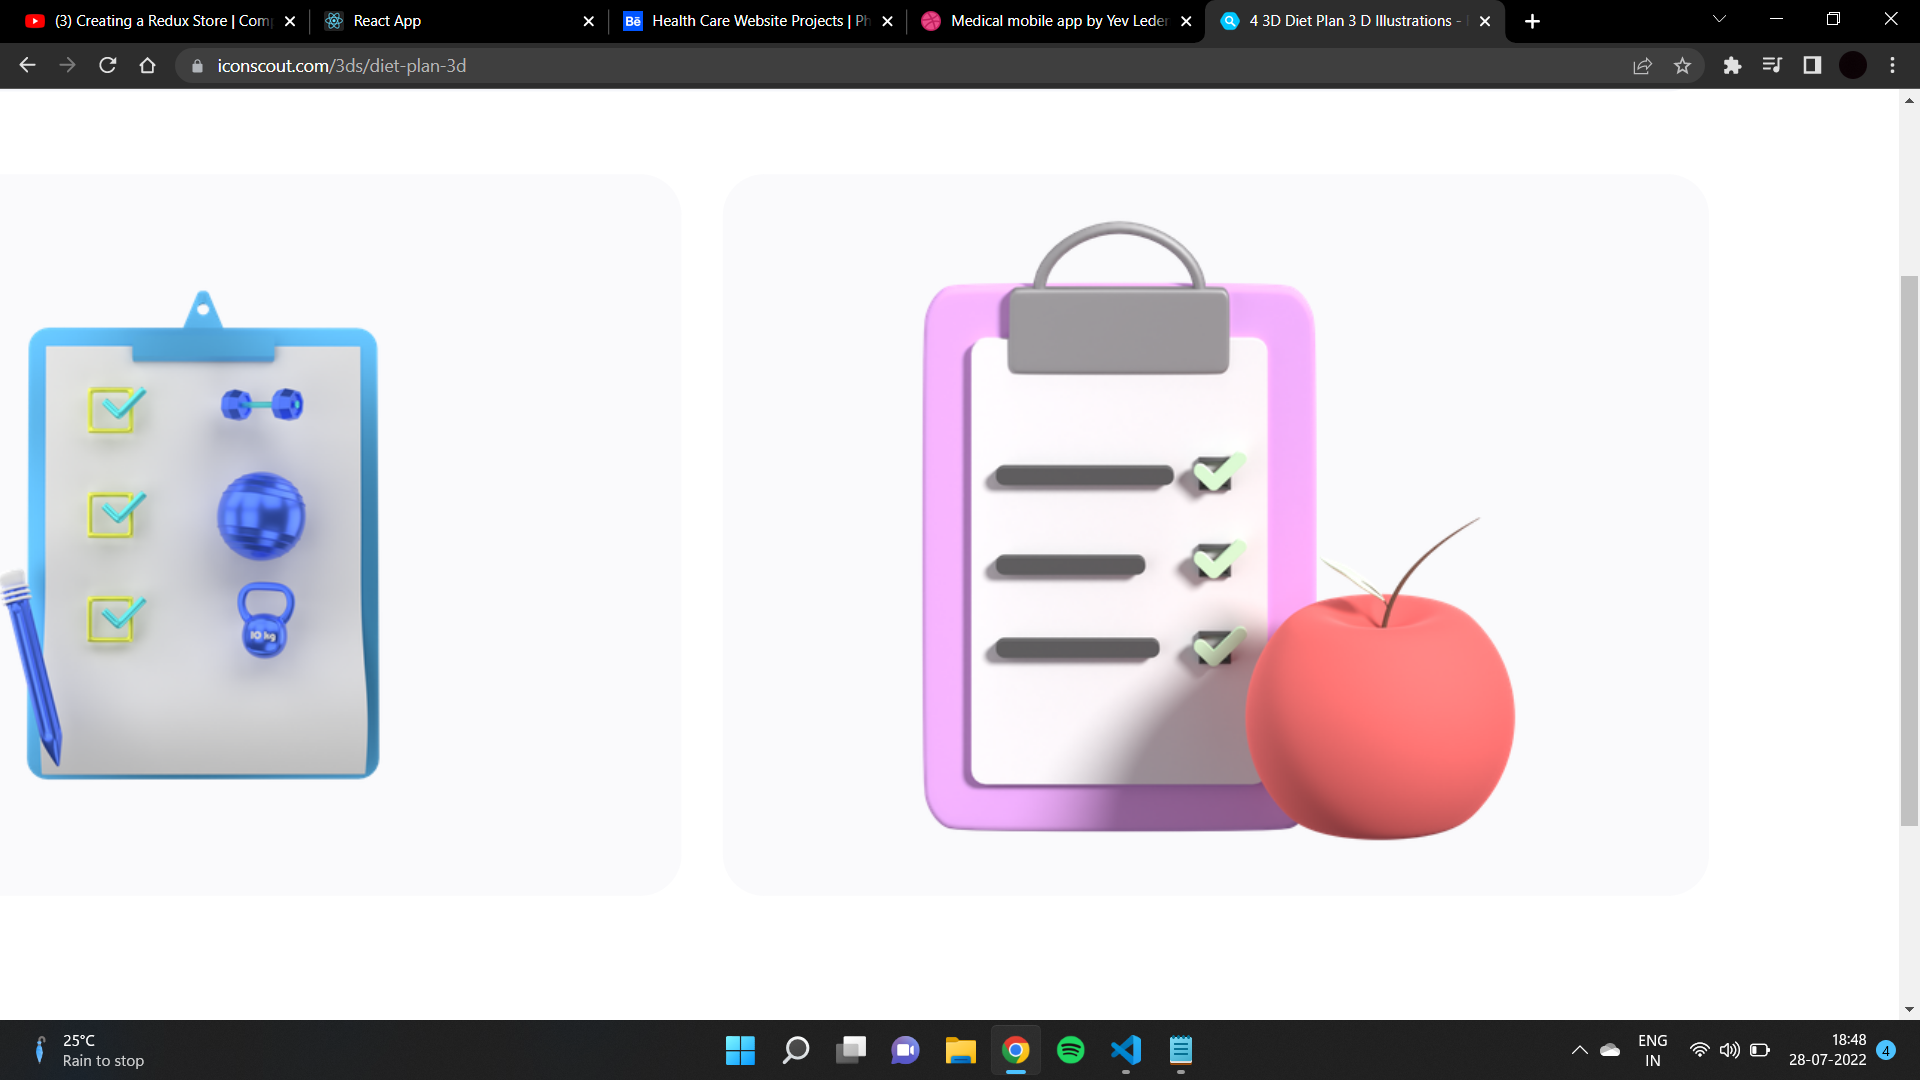 (3) Creating a Redux Store | Com
React App
Bē Health Care Website Projects | Ph
Medical mobile app by Yev Leder
4 3D Diet Plan 3 D Illustrations -
iconscout.com/3ds/diet-plan-3d
10 kg
25°C
Rain to stop
ENG
IN
18:48
28-07-2022
4